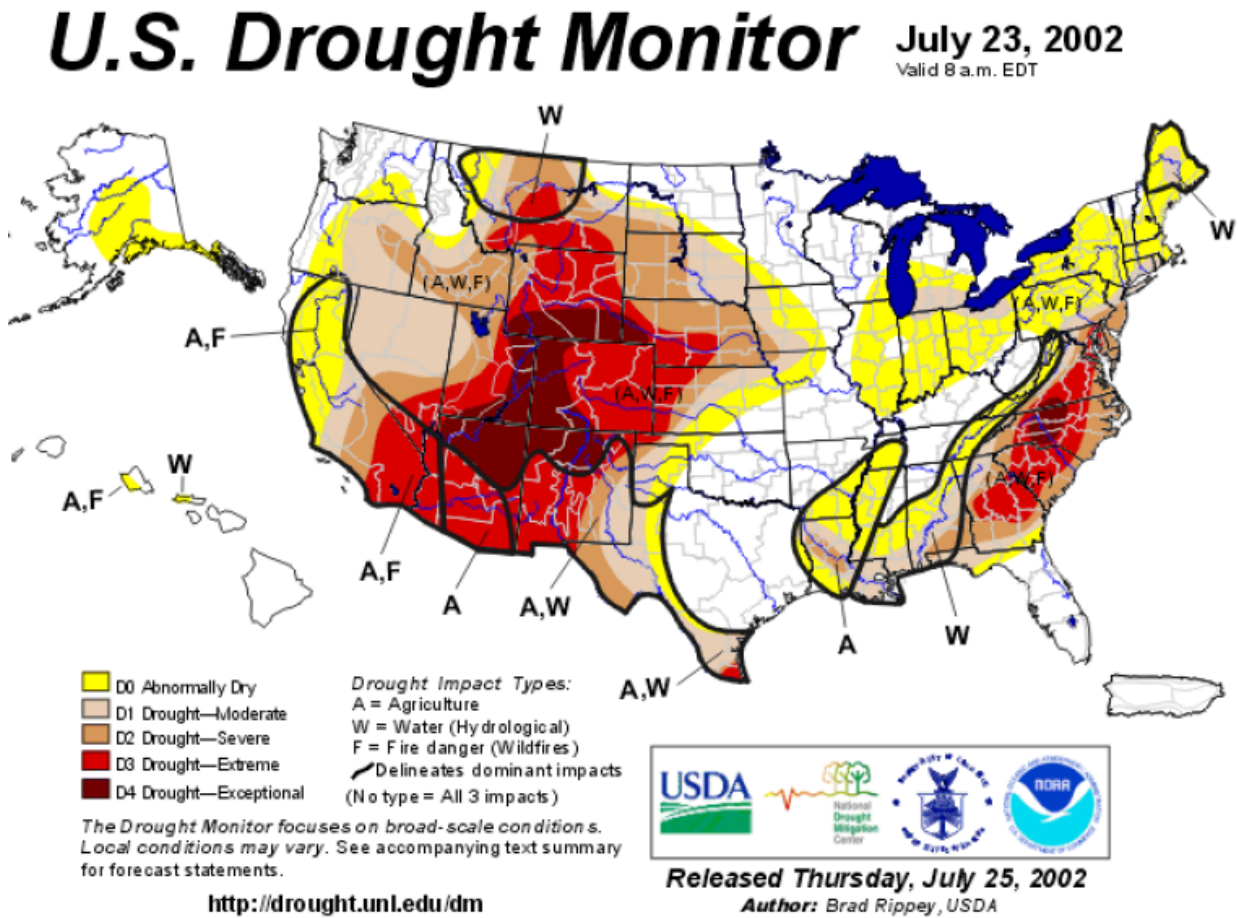 U.S. Drought Monitor
July 23, 2002
Valid 8 a.m. EDT
W
W
(A,W,F)
(A,W,F)
A,F
(A,W,F)
W
A,F
(A,W,F)
A,F
A
A,W
A
W
A,W
D0 Abnormally Dry
D1 Drought—Moderate
D2 Drought—Severe
D3 Drought—Extreme
D4 Drought—Exceptional
Drought Impact Types:
A = Agriculture
W = Water (Hydrological)
F = Fire danger (Wildfires)
Delineates dominant impacts
(No type = All 3 impacts)
The Drought Monitor focuses on broad-scale conditions.
Local conditions may vary. See accompanying text summary
for forecast statements.
http://drought.unl.edu/dm
USDA
National
Drought
Mitigation
Center
NOAA
Released Thursday, July 25, 2002
Author: Brad Rippey, USDA